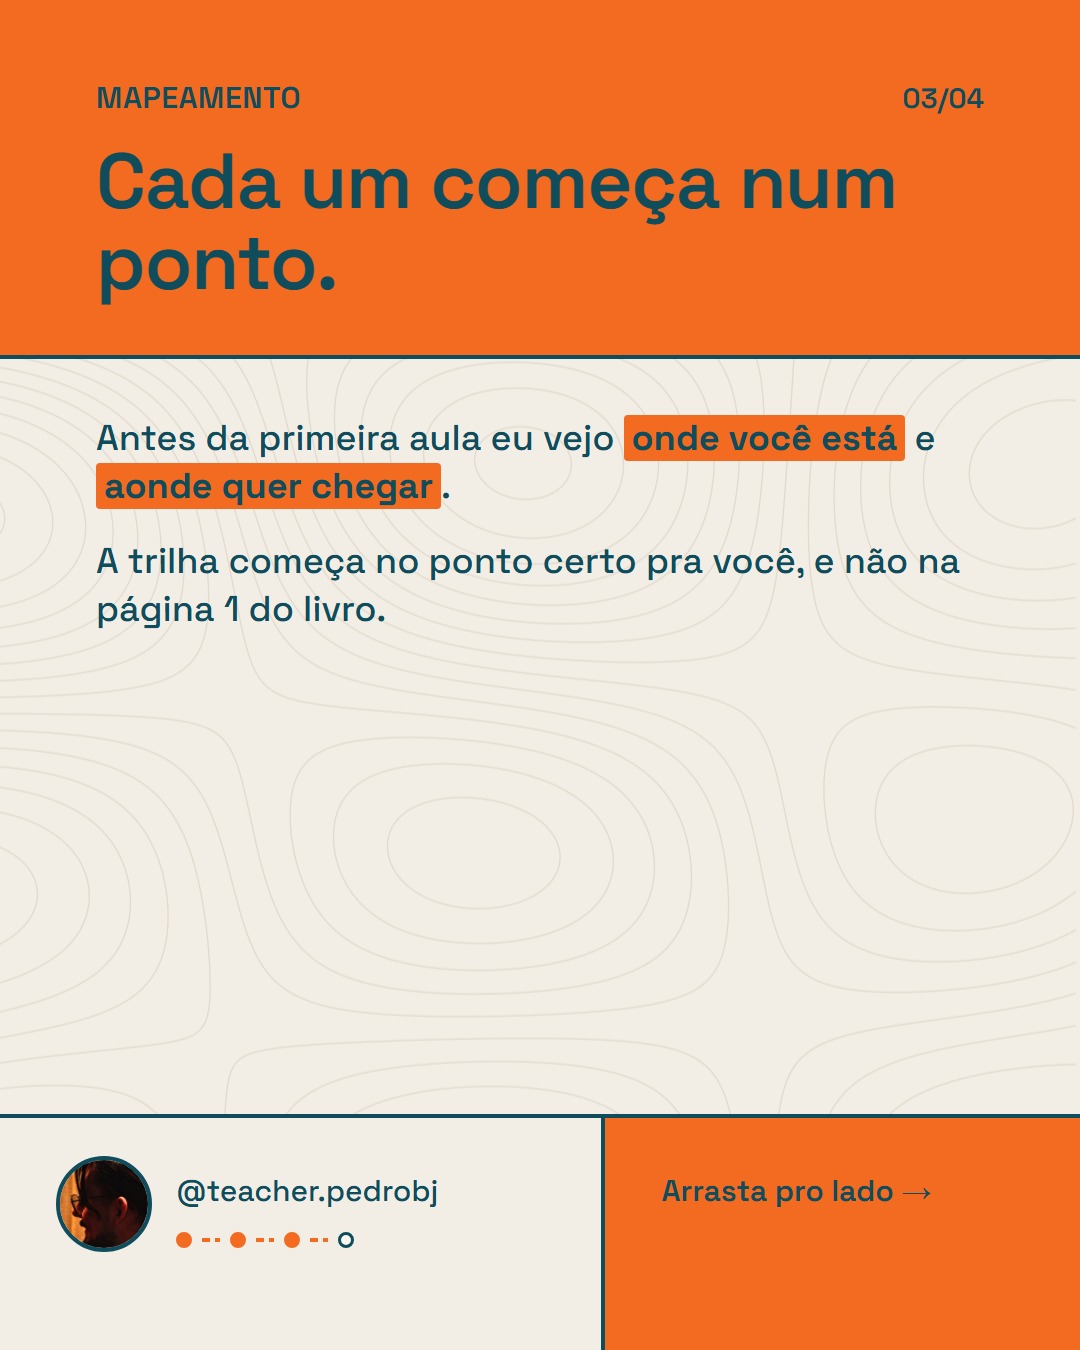 MAPEAMENTO
03/04
Cada um começa num
ponto.
Antes da primeira aula eu vejo onde você está e
aonde quer chegar.
A trilha começa no ponto certo pra você, e não na
página 1 do livro.
@teacher.pedrobj
Arrasta pro lado →